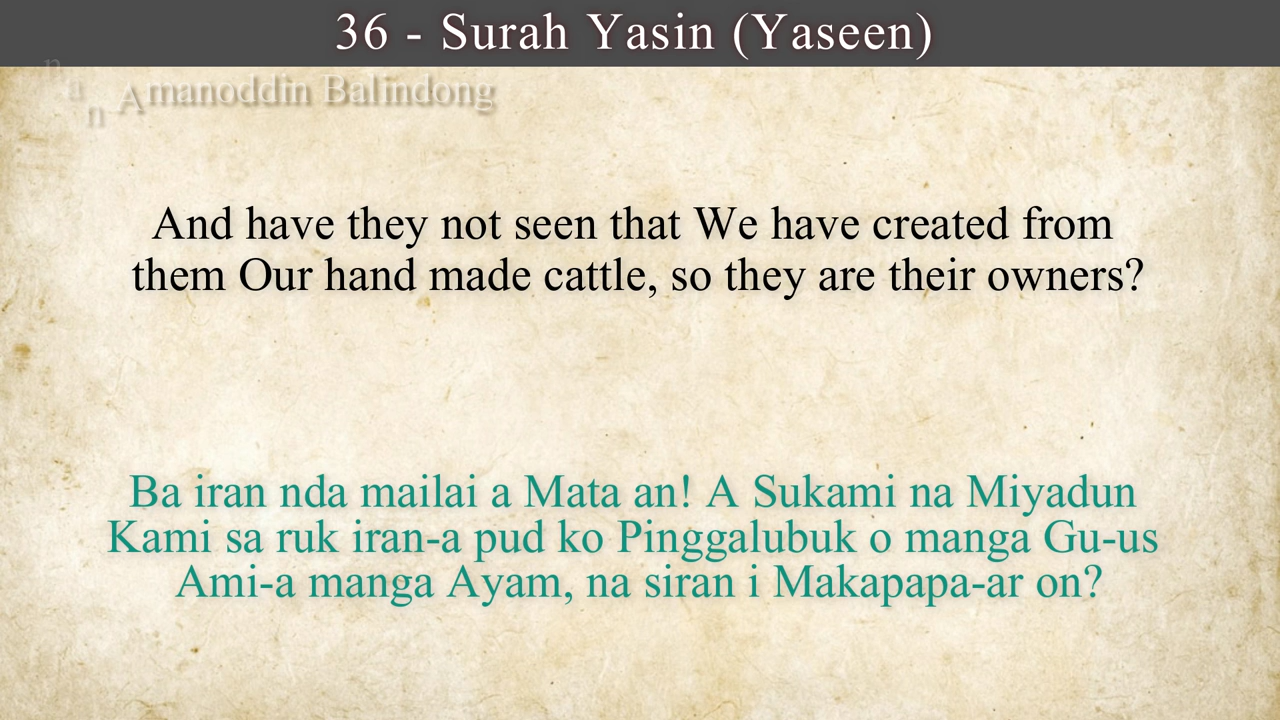 36 - Surah Yasin (Yaseen)
Amanoddin Balindong
And have they not seen that We have created from
them Our hand made cattle, so they are their owners?
Ba iran nda mailai a Mata an! A Sukami na Miyadun
Kami sa ruk iran-a pud ko Pinggalubuk o manga Gu-us
Ami-a manga Ayam, na siran i Makapapa-ar on?